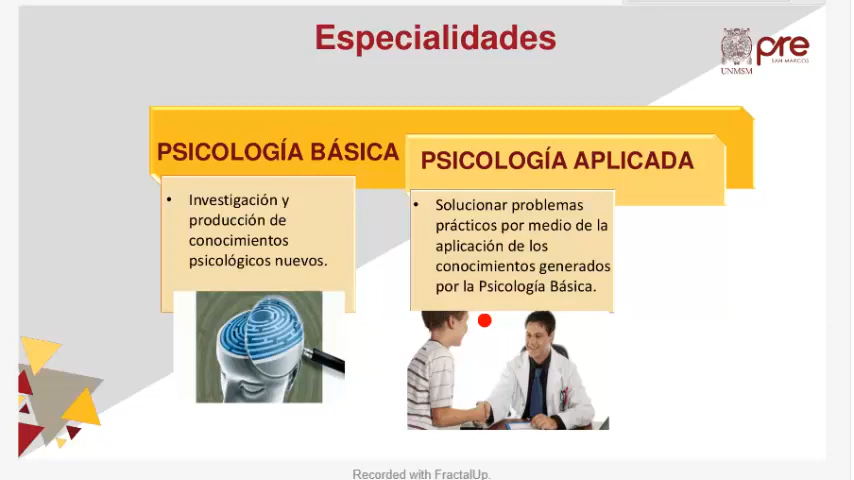 Especialidades
UNMSM
pre
SAN MARCOS
PSICOLOGÍA BÁSICA
• Investigación y
producción de
conocimientos
psicológicos nuevos.
PSICOLOGÍA APLICADA
• Solucionar problemas
prácticos por medio de la
aplicación de los
conocimientos generados
por la Psicología Básica.
Recorded with FractalUp.